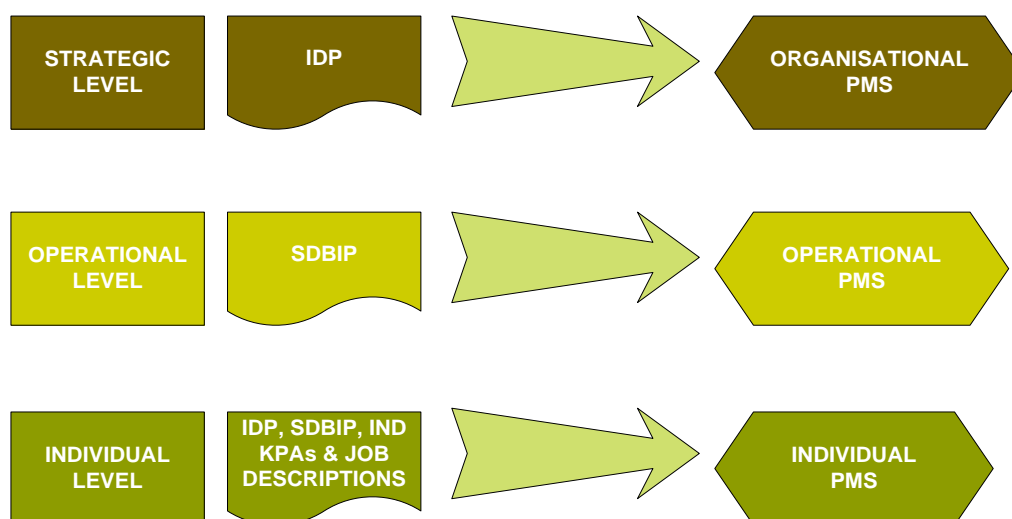 STRATEGIC
LEVEL
IDP
ORGANISATIONAL
PMS
OPERATIONAL
LEVEL
SDBIP
OPERATIONAL
PMS
INDIVIDUAL
LEVEL
IDP, SDBIP, IND
KPAs & JOB
DESCRIPTIONS
INDIVIDUAL
PMS